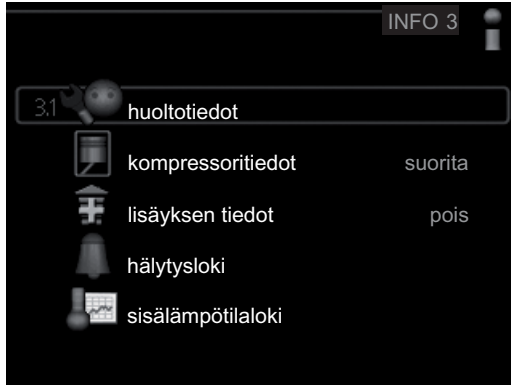 INFO 3
3.1 huoltotiedot
kompressoritiedot suorita
lisäyksen tiedot pois
hälytysloki
sisälämpötilaloki